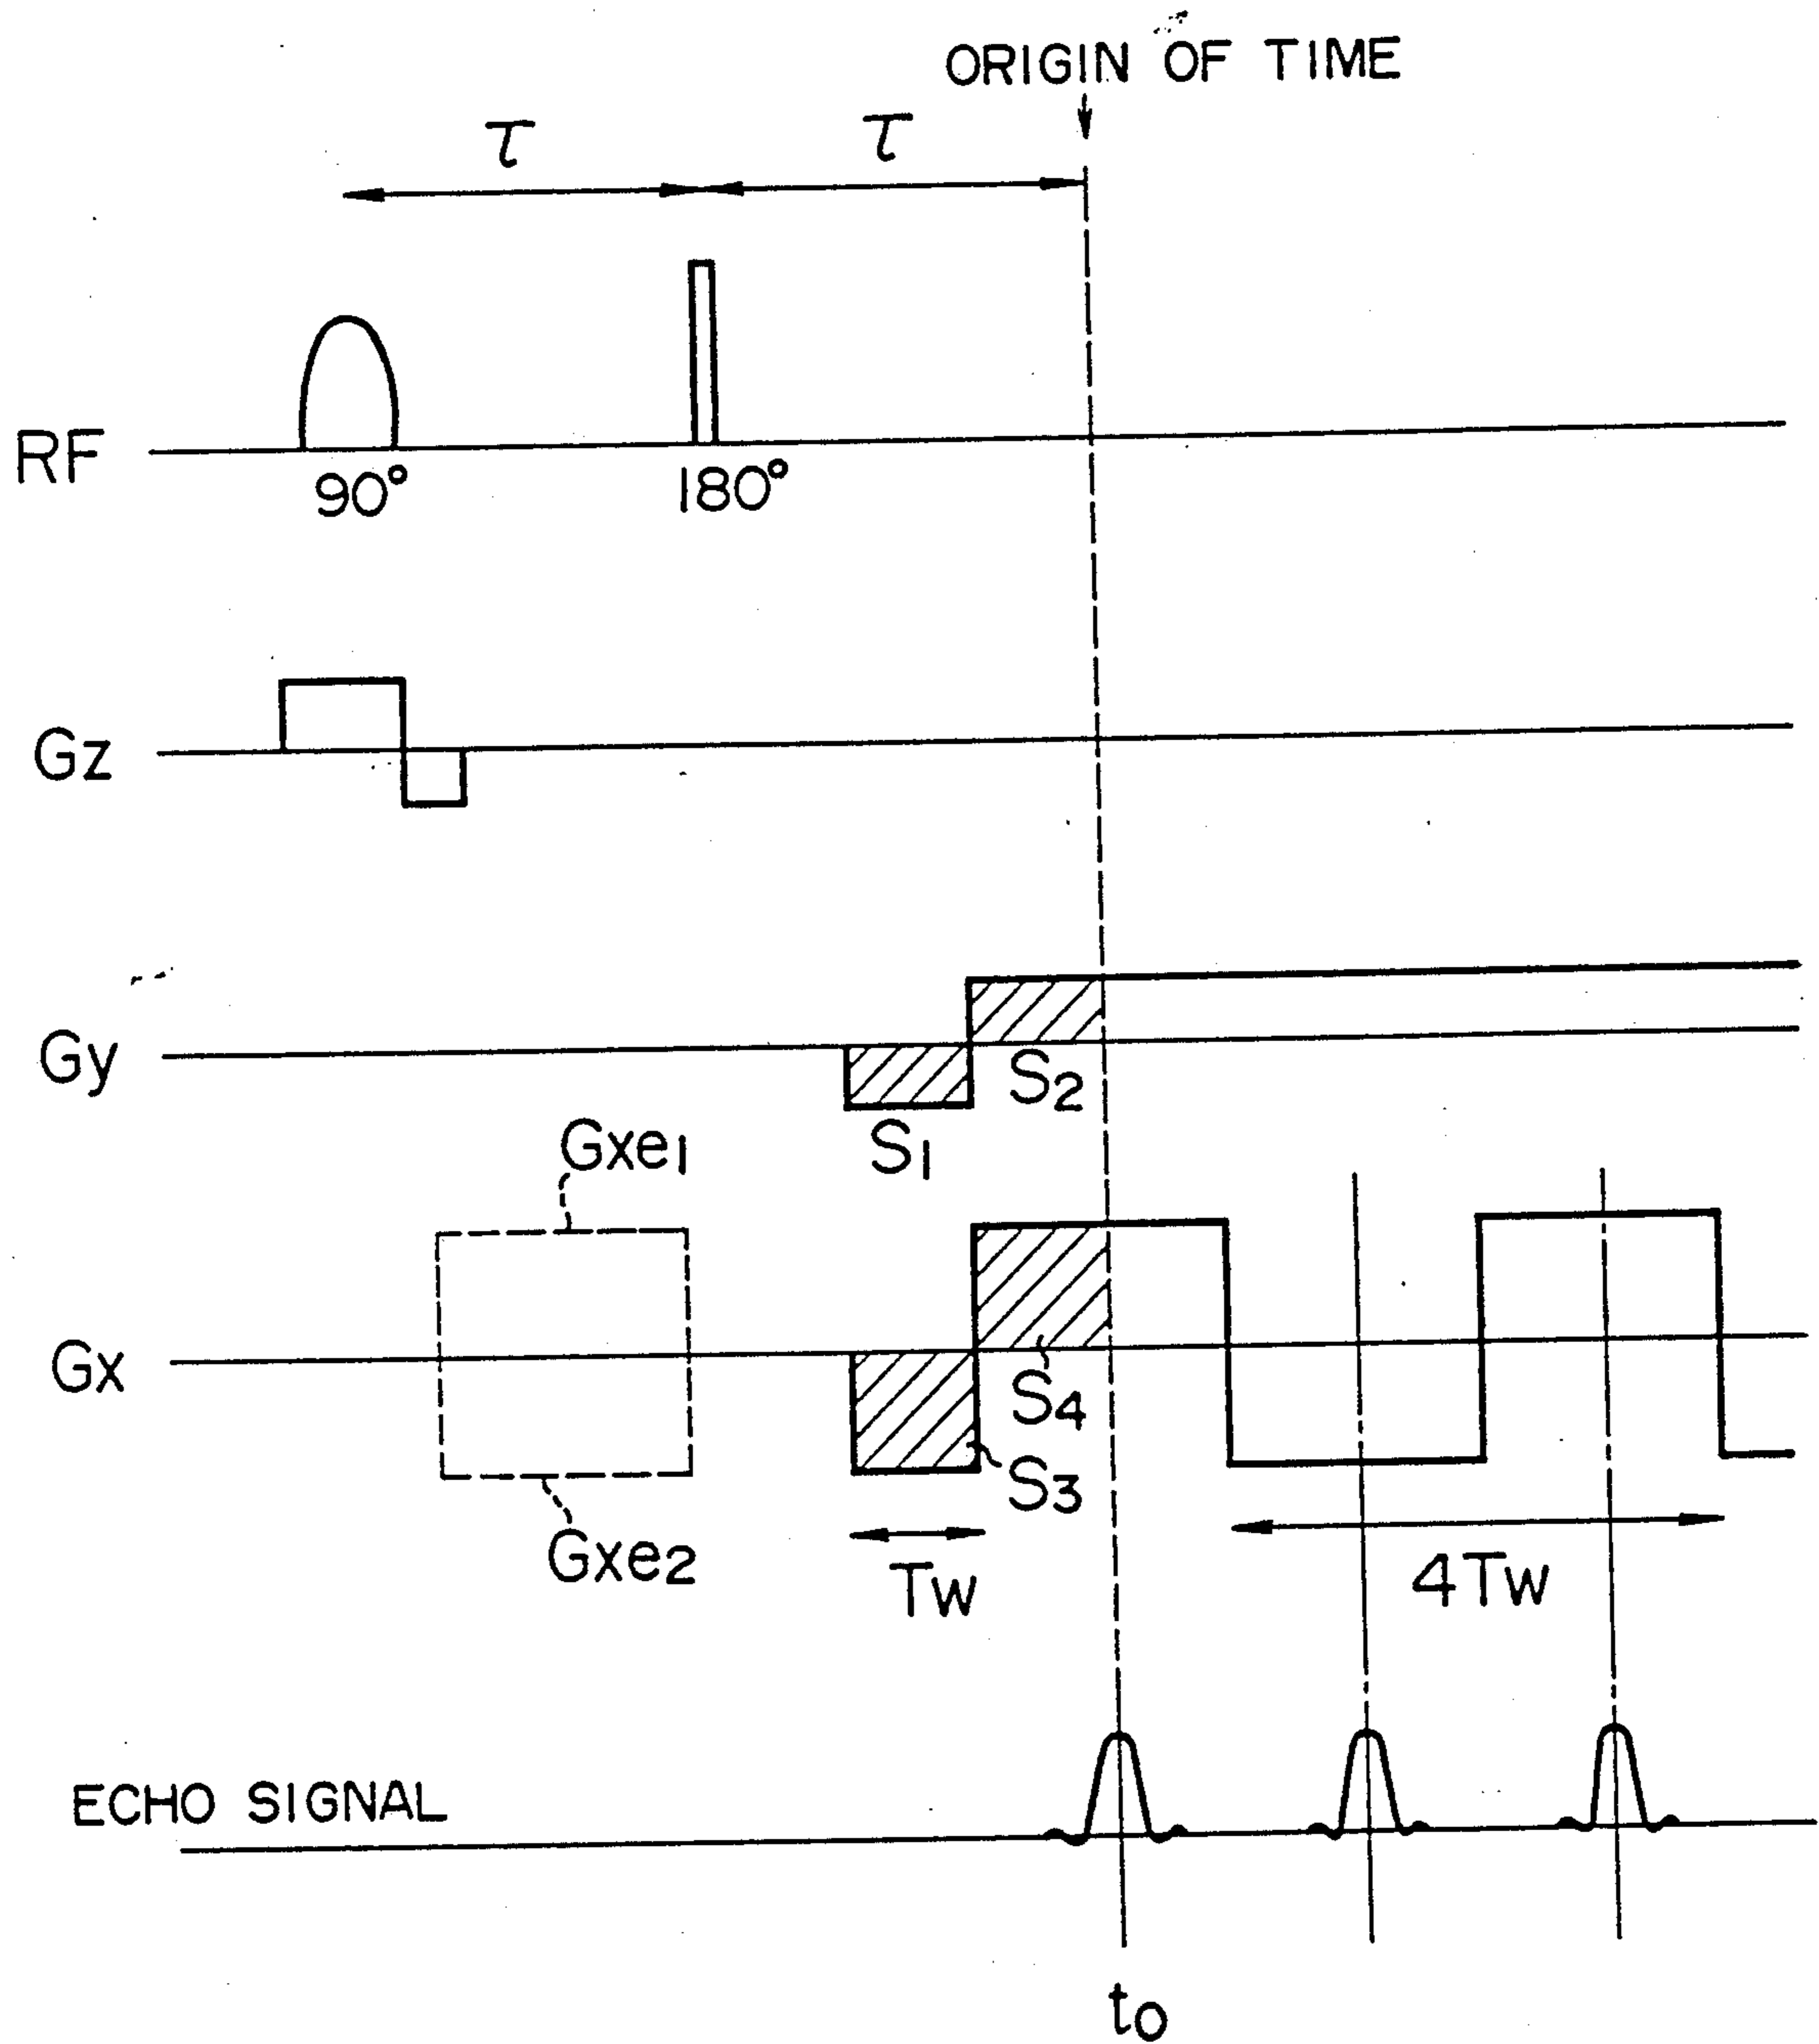 ORIGIN OF TIME
τ τ
RF
90° 180°
Gz
Gy
S1 S2
Gxe1
Gx
S4
S3
Gxe2
Tw 4Tw
ECHO SIGNAL
t0